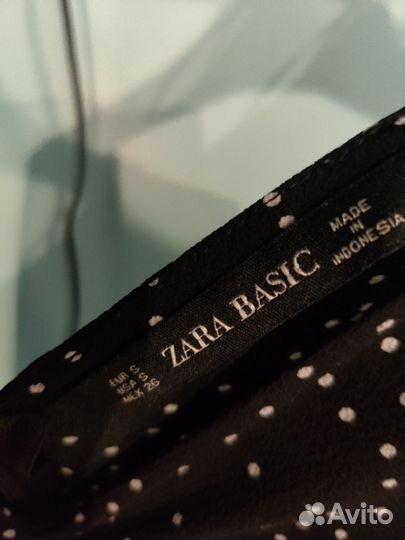 EUR S
USA S
MEX 26
ZARA BASIC
MADE
IN
INDONESIA
Avito